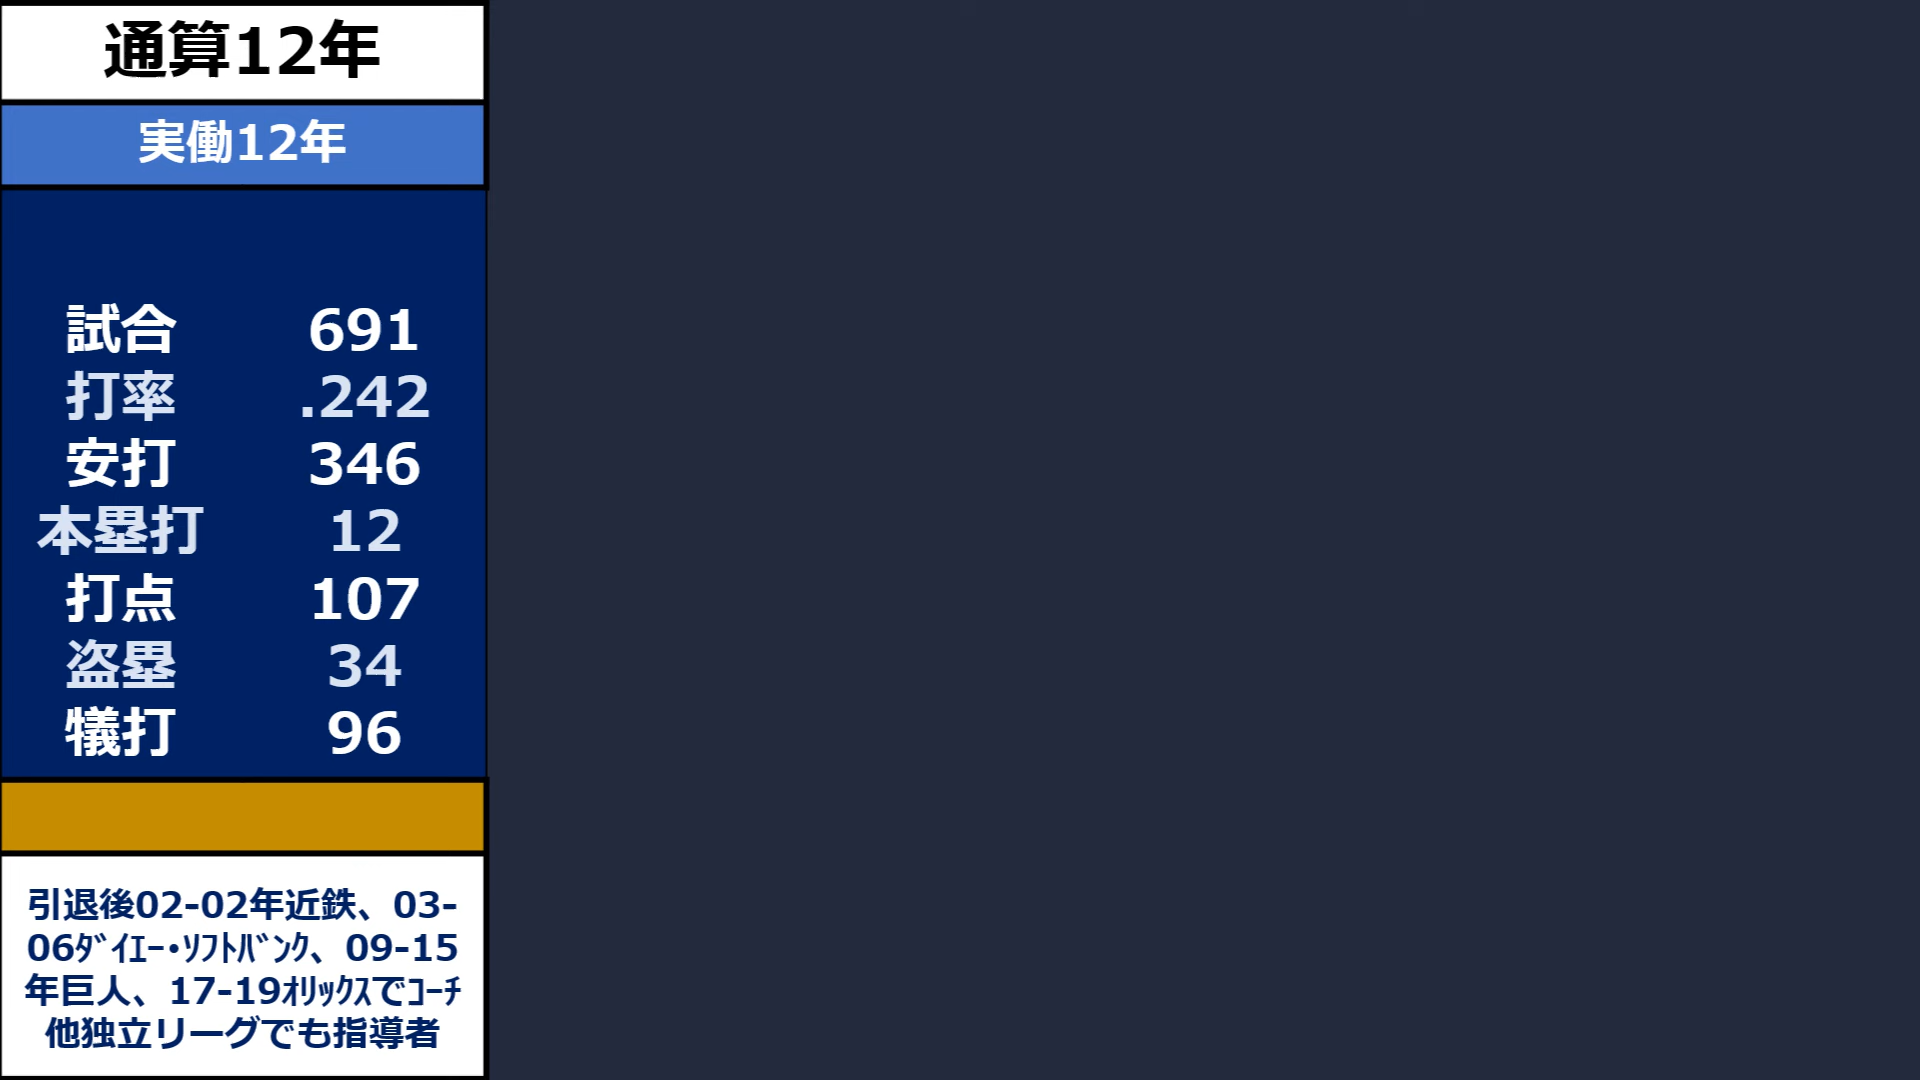 通算12年
実働12年
試合 691
打率 .242
安打 346
本塁打 12
打点 107
盗塁 34
犠打 96
引退後02-02年近鉄、03-
06ﾀﾞｲｴｰ･ｿﾌﾄﾊﾞﾝｸ、09-15
年巨人、17-19ｵﾘｯｸｽでｺｰﾁ
他独立リーグでも指導者